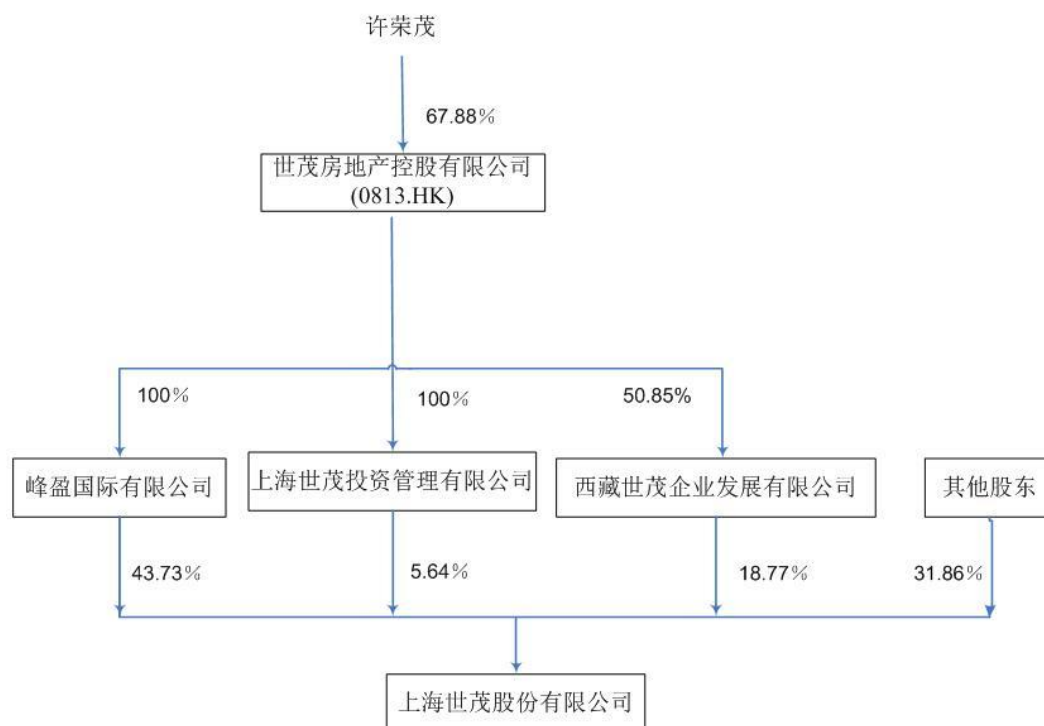 许荣茂
67.88%
世茂房地产控股有限公司
(0813.HK)
100%
100%
50.85%
峰盈国际有限公司
上海世茂投资管理有限公司
西藏世茂企业发展有限公司
其他股东
43.73%
5.64%
18.77%
31.86%
上海世茂股份有限公司